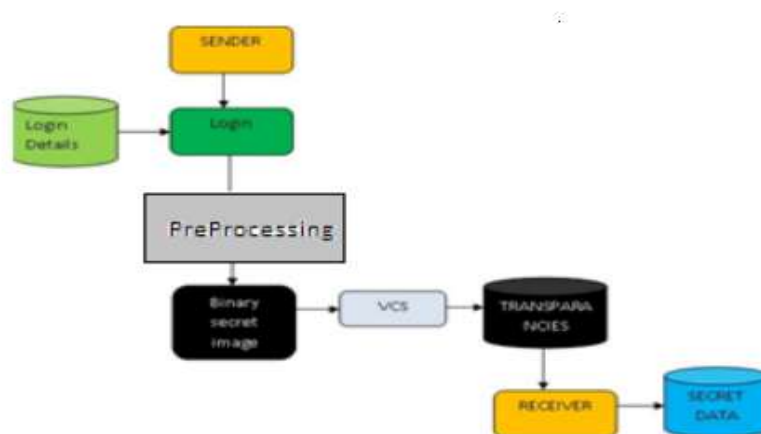 SENDER
Login
Details
Login
PreProcessing
Binary
secret
image
VCS
TRANSPARA
NCIES
RECEIVER
SECRET
DATA